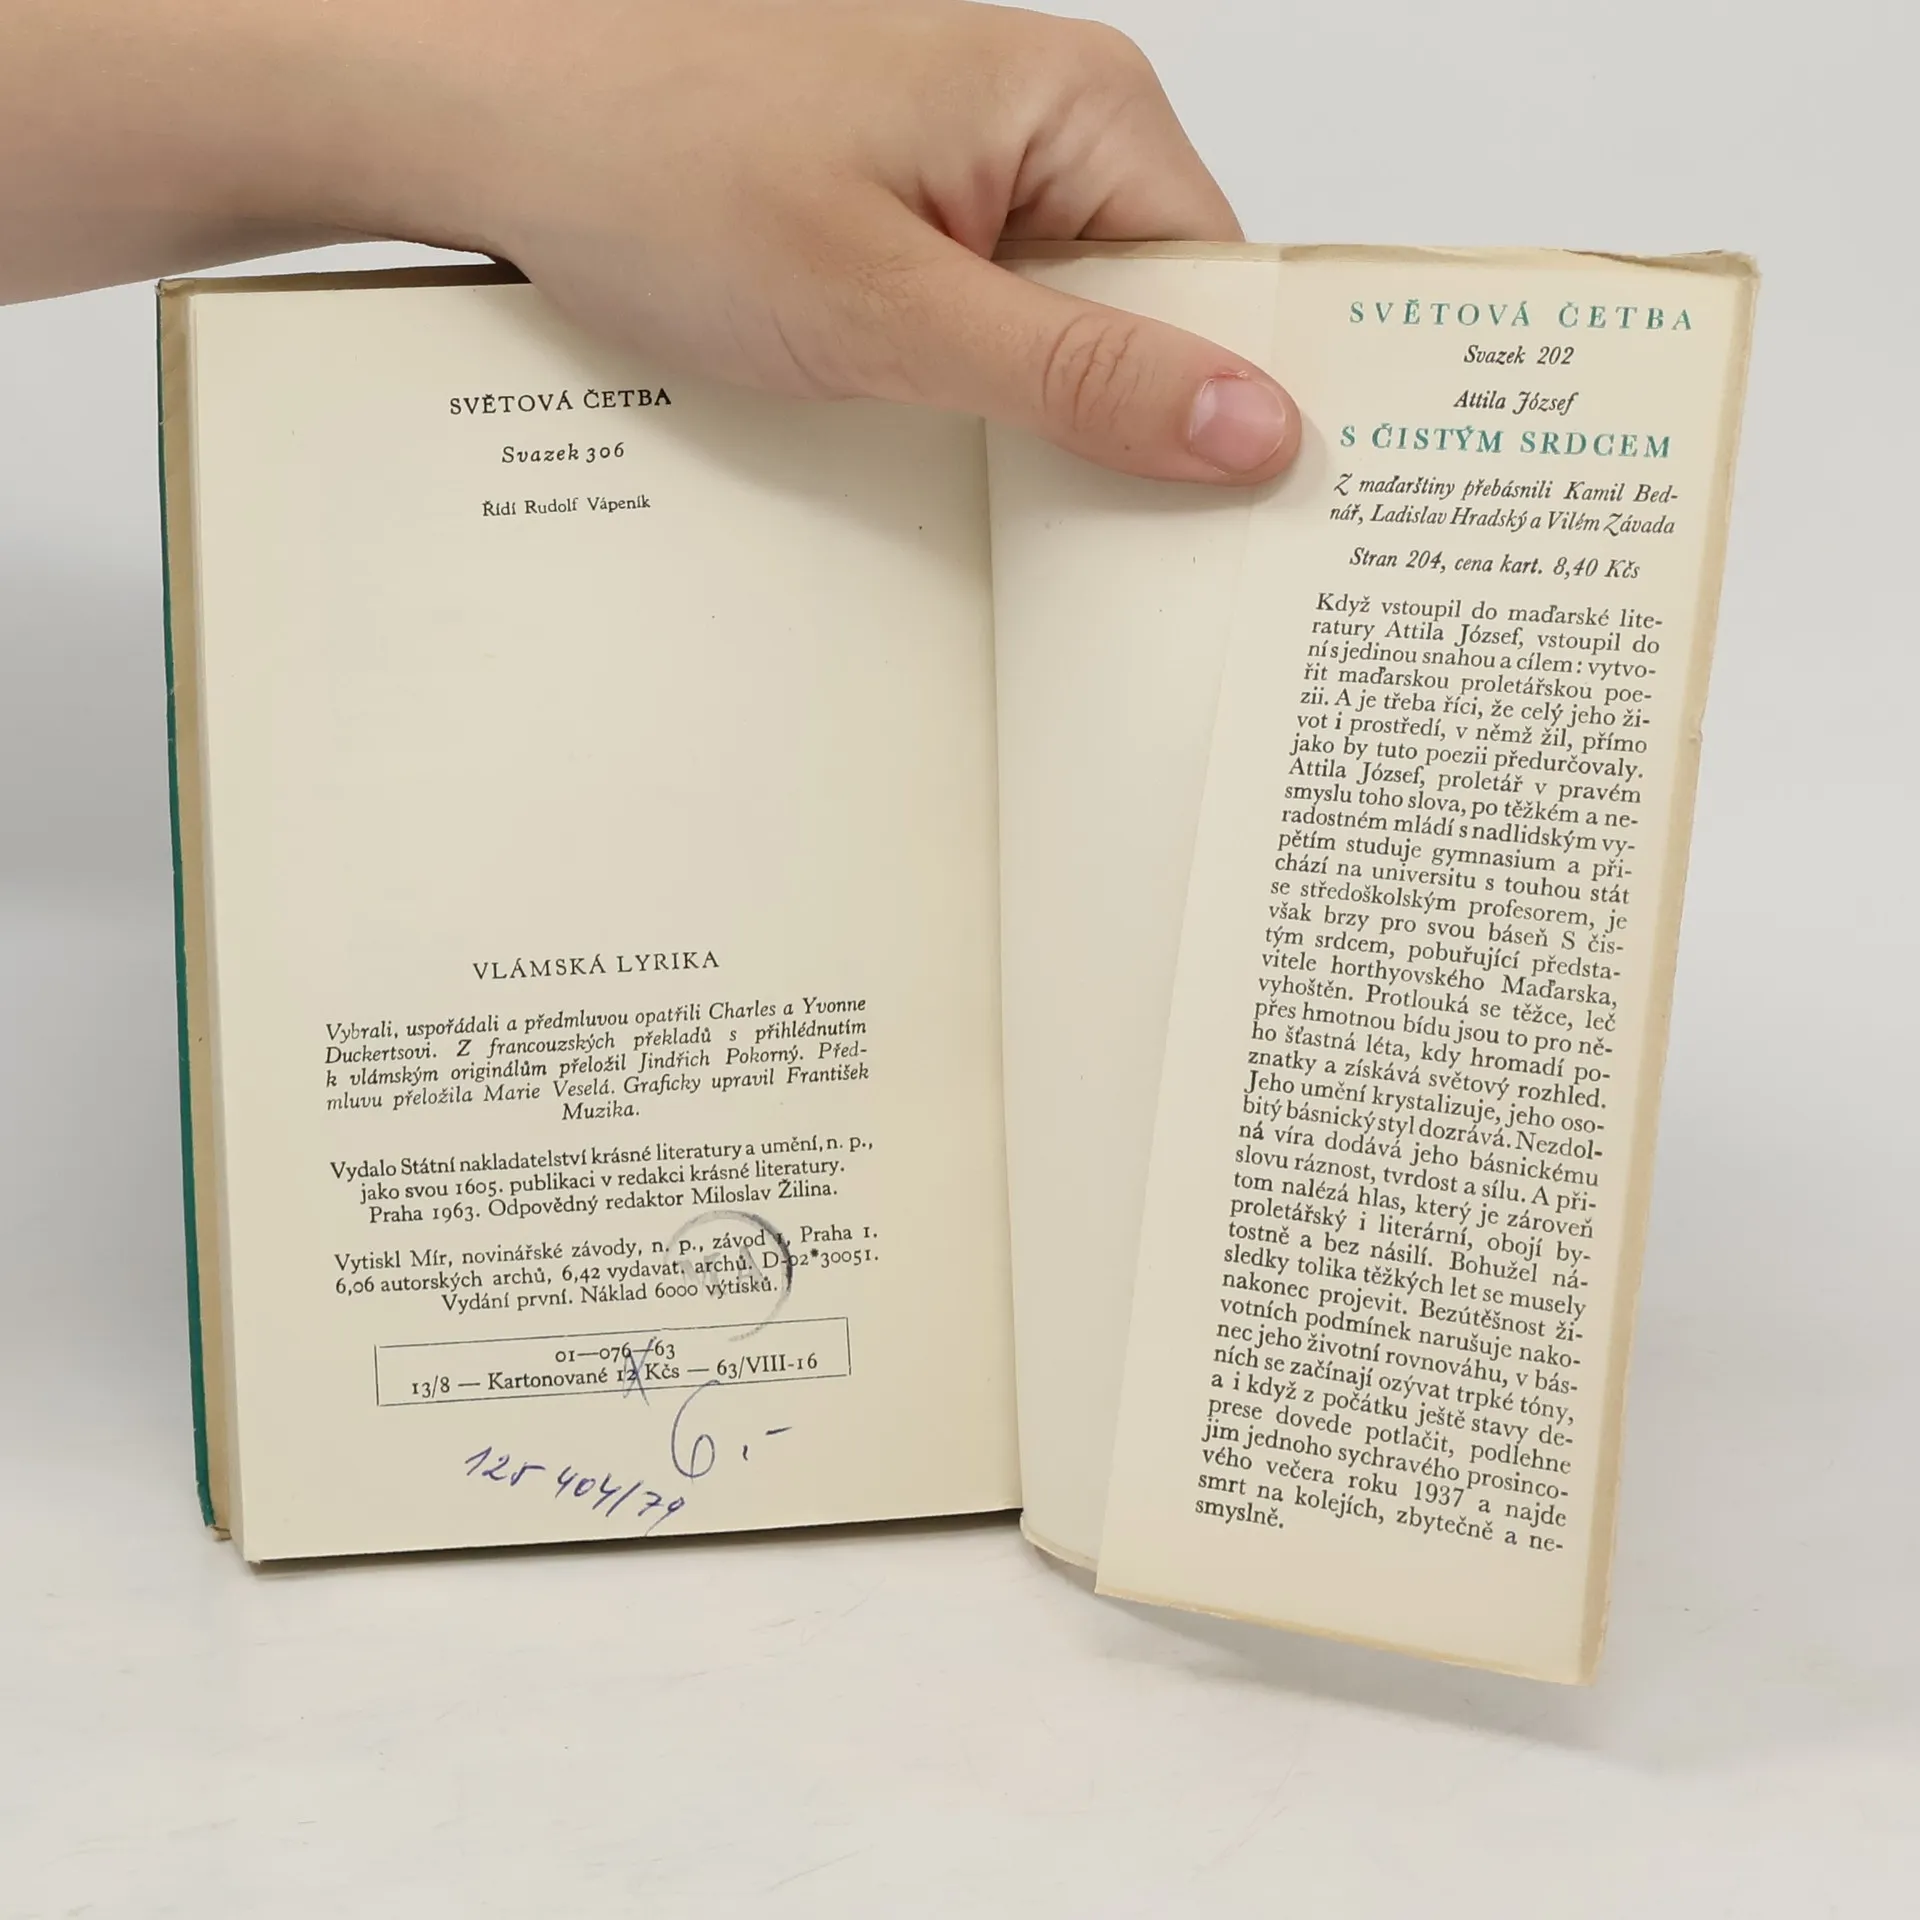 SVĚTOVÁ ČETBA
Svazek 306
Řídí Rudolf Vápeník
VLÁMSKÁ LYRIKA
Vybrali, uspořádali a předmluvou opatřili Charles a Yvonne
Duckertsovi. Z francouzských překladů s přihlédnutím
k vlámským originálům přeložil Jindřich Pokorný. Před-
mluvu přeložila Marie Veselá. Graficky upravil František
Muzika.
Vydalo Státní nakladatelství krásné literatury a umění, n. p.,
jako svou 1605. publikaci v redakci krásné literatury.
Praha 1963. Odpovědný redaktor Miloslav Žilina.
Vytiskl Mír, novinářské závody, n. p., závod 1, Praha 1.
6,06 autorských archů, 6,42 vydavat. archů. D-02*30051.
Vydání první. Náklad 6000 výtisků.
01—076—63
13/8 — Kartonované 12 Kčs — 63/VIII-16
6.-
125 404/79
SVĚTOVÁ ČETBA
Svazek 202
Attila József
S ČISTÝM SRDCEM
Z maďarštiny přebásnili Kamil Bed-
nář, Ladislav Hradský a Vilém Závada
Stran 204, cena kart. 8,40 Kčs
Když vstoupil do maďarské lite-
ratury Attila József, vstoupil do
ní s jedinou snahou a cílem: vytvo-
řit maďarskou proletářskou poe-
zii. A je třeba říci, že celý jeho ži-
vot i prostředí, v němž žil, přímo
jako by tuto poezii předurčovaly.
Attila József, proletář v pravém
smyslu toho slova, po těžkém a ne-
radostném mládí s nadlidským vy-
pětím studuje gymnasium a při-
chází na universitu s touhou stát
se středoškolským profesorem, je
však brzy pro svou báseň S čis-
tým srdcem, pobuřující předsta-
vitele horthyovského Maďarska,
vyhoštěn. Protlouká se těžce, leč
přes hmotnou bídu jsou to pro ně-
ho šťastná léta, kdy hromadí po-
znatky a získává světový rozhled.
Jeho umění krystalizuje, jeho oso-
bitý básnický styl dozrává. Nezdol-
ná víra dodává jeho básnickému
slovu ráznost, tvrdost a sílu. A při-
tom nalézá hlas, který je zároveň
proletářský i literární, obojí by-
tostně a bez násilí. Bohužel ná-
sledky tolika těžkých let se musely
nakonec projevit. Bezútěšnost ži-
votních podmínek narušuje nako-
nec jeho životní rovnováhu, v bás-
ních se začínají ozývat trpké tóny,
a i když z počátku ještě stavy de-
prese dovede potlačit, podlehne
jim jednoho sychravého prosinco-
vého večera roku 1937 a najde
smrt na kolejích, zbytečně a ne-
smyslně.